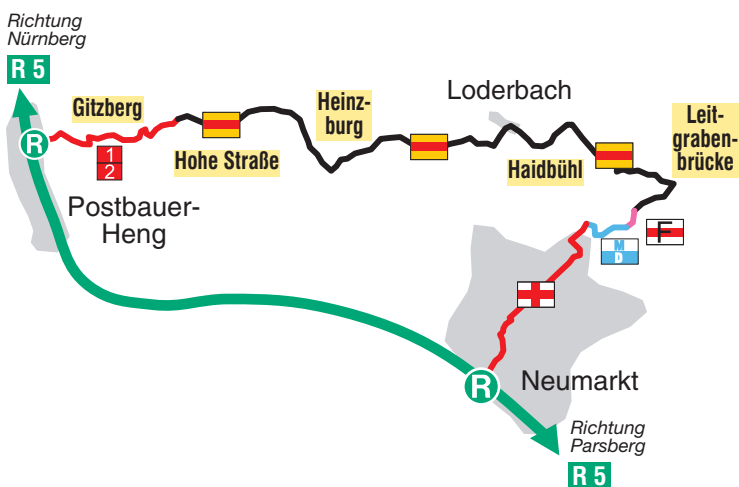 Richtung
Nürnberg
R 5
Gitzberg
R
1
2
Hohe Straße
Heinz-
burg
Loderbach
Haidbühl
Leit-
graben-
brücke
Postbauer-
Heng
F
M
D
R
Neumarkt
Richtung
Parsberg
R 5